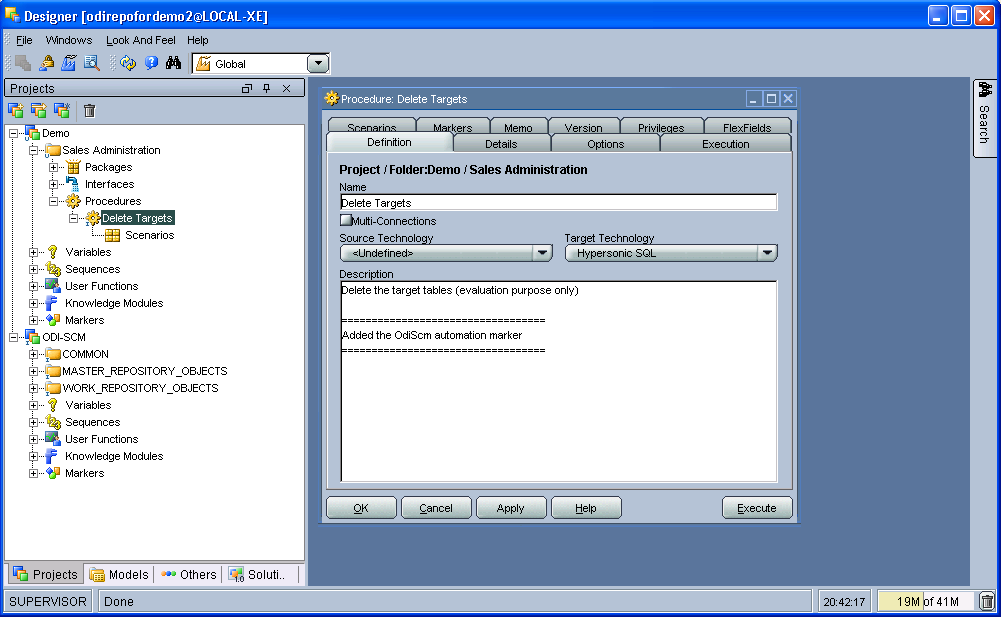 Designer [odirepofordemo2@LOCAL-XE]
File Windows Look And Feel Help
Global
Projects
Demo
Sales Administration
Packages
Interfaces
Procedures
Delete Targets
Scenarios
Variables
Sequences
User Functions
Knowledge Modules
Markers
ODI-SCM
COMMON
MASTER_REPOSITORY_OBJECTS
WORK_REPOSITORY_OBJECTS
Variables
Sequences
User Functions
Knowledge Modules
Markers
Projects Models Others Soluti..
Procedure: Delete Targets
Scenarios Markers Memo Version Privileges FlexFields
Definition Details Options Execution
Project / Folder:Demo / Sales Administration
Name
Delete Targets
Multi-Connections
Source Technology Target Technology
<Undefined> Hypersonic SQL
Description
Delete the target tables (evaluation purpose only)
==================================
Added the OdiScm automation marker
==================================
OK Cancel Apply Help Execute
Search
SUPERVISOR Done 20:42:17 19M of 41M